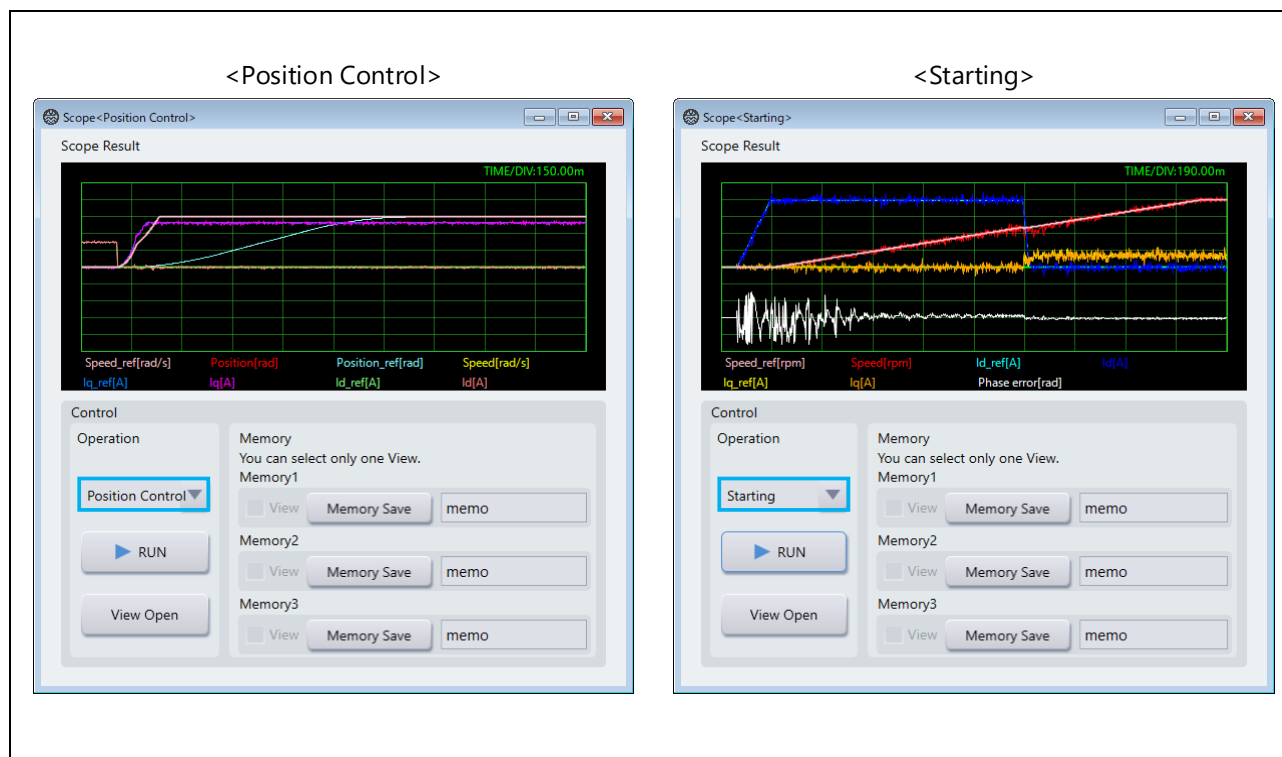 <Position Control>
Scope<Position Control>
Scope Result
TIME/DIV:150.00m
Speed_ref[rad/s] Position[rad] Position_ref[rad] Speed[rad/s]
Iq_ref[A] Iq[A] Id_ref[A] Id[A]
Control
Operation
Position Control
RUN
View Open
Memory
You can select only one View.
Memory1
View Memory Save memo
Memory2
View Memory Save memo
Memory3
View Memory Save memo
<Starting>
Scope<Starting>
Scope Result
TIME/DIV:190.00m
Speed_ref[rpm] Speed[rpm] Id_ref[A] Id[A]
Iq_ref[A] Iq[A] Phase error[rad]
Control
Operation
Starting
RUN
View Open
Memory
You can select only one View.
Memory1
View Memory Save memo
Memory2
View Memory Save memo
Memory3
View Memory Save memo